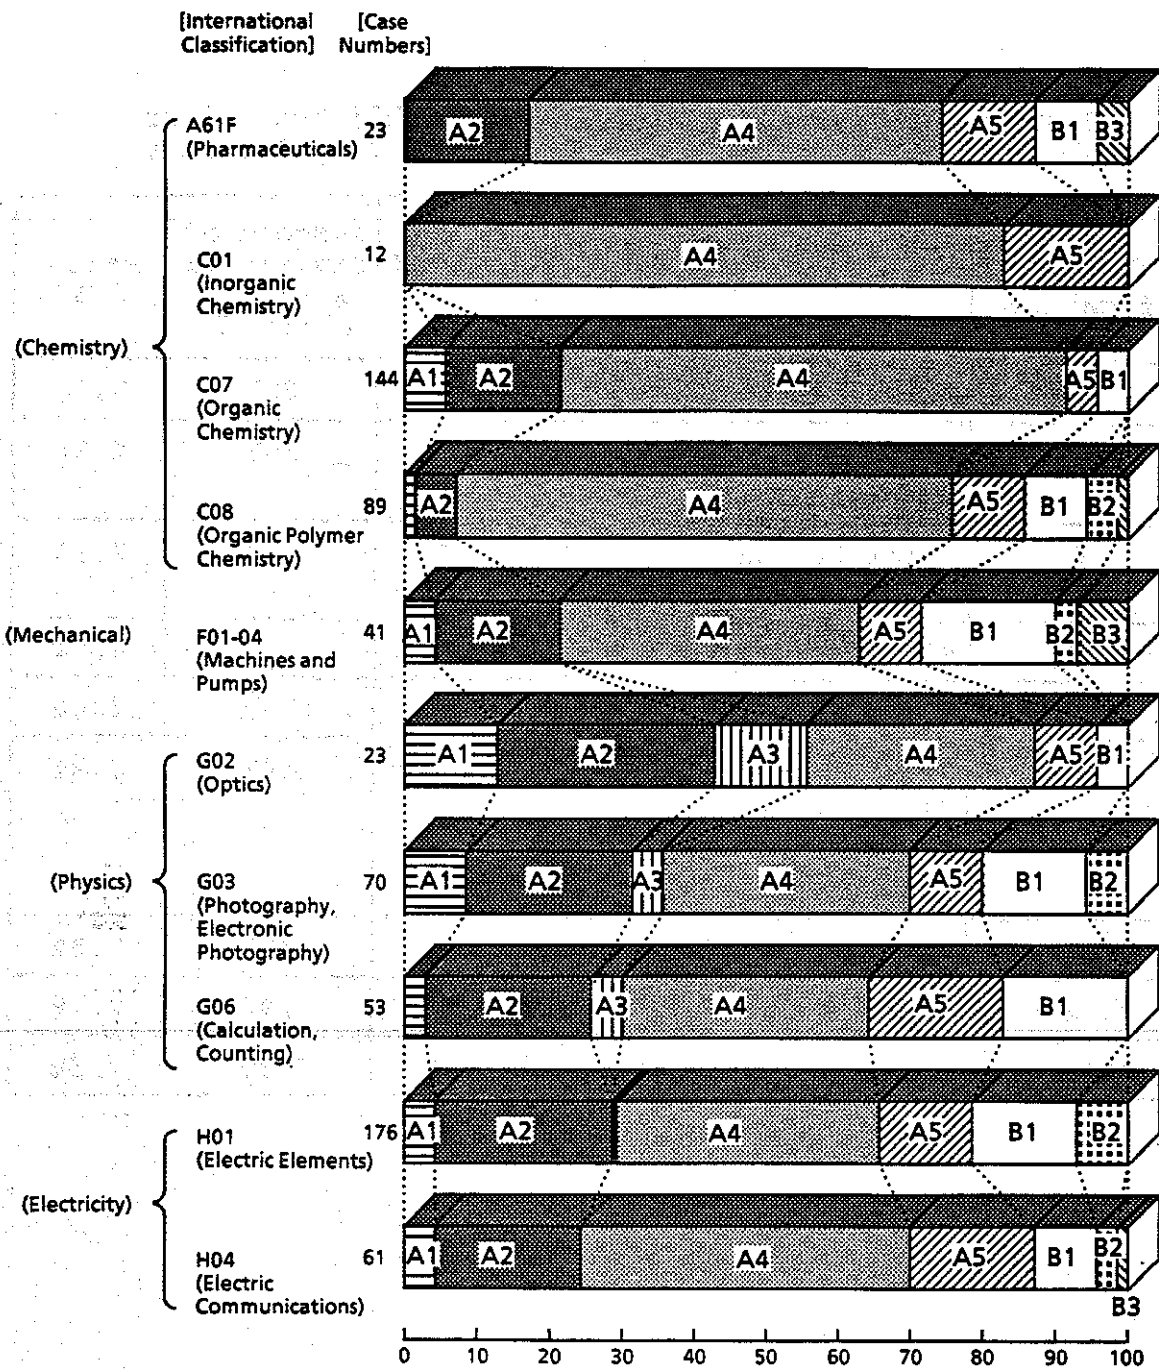 [International Classification]
[Case Numbers]
A61F
(Pharmaceuticals)
23
A2 A4 A5 B1 B3
C01
(Inorganic
Chemistry)
12
A4 A5
(Chemistry)
C07
(Organic
Chemistry)
144
A1 A2 A4 A5 B1
C08
(Organic Polymer
Chemistry)
89
A2 A4 A5 B1 B2
(Mechanical)
F01-04
(Machines and
Pumps)
41
A1 A2 A4 A5 B1 B2 B3
G02
(Optics)
23
A1 A2 A3 A4 A5 B1
(Physics)
G03
(Photography,
Electronic
Photography)
70
A1 A2 A3 A4 A5 B1 B2
G06
(Calculation,
Counting)
53
A2 A3 A4 A5 B1
H01
(Electric Elements)
176
A1 A2 A4 A5 B1 B2
(Electricity)
H04
(Electric
Communications)
61
A1 A2 A4 A5 B1 B2
B3
0 10 20 30 40 50 60 70 80 90 100